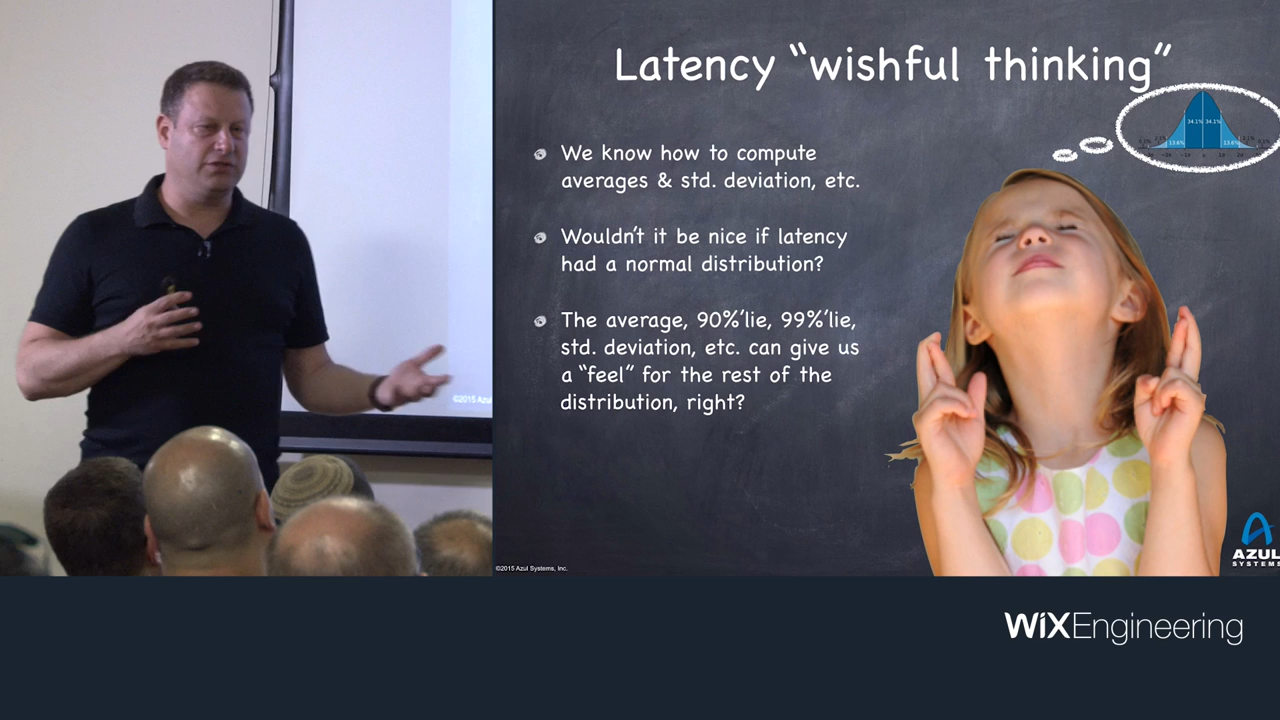 Latency “wishful thinking”
34.1% 34.1%
13.6% 13.6%
We know how to compute
averages & std. deviation, etc.
Wouldn't it be nice if latency
had a normal distribution?
The average, 90%'lie, 99%'lie,
std. deviation, etc. can give us
a “feel” for the rest of the
distribution, right?
©2015 Azul
AZUL
SYSTEMS
©2015 Azul Systems, Inc.
WiXEngineering